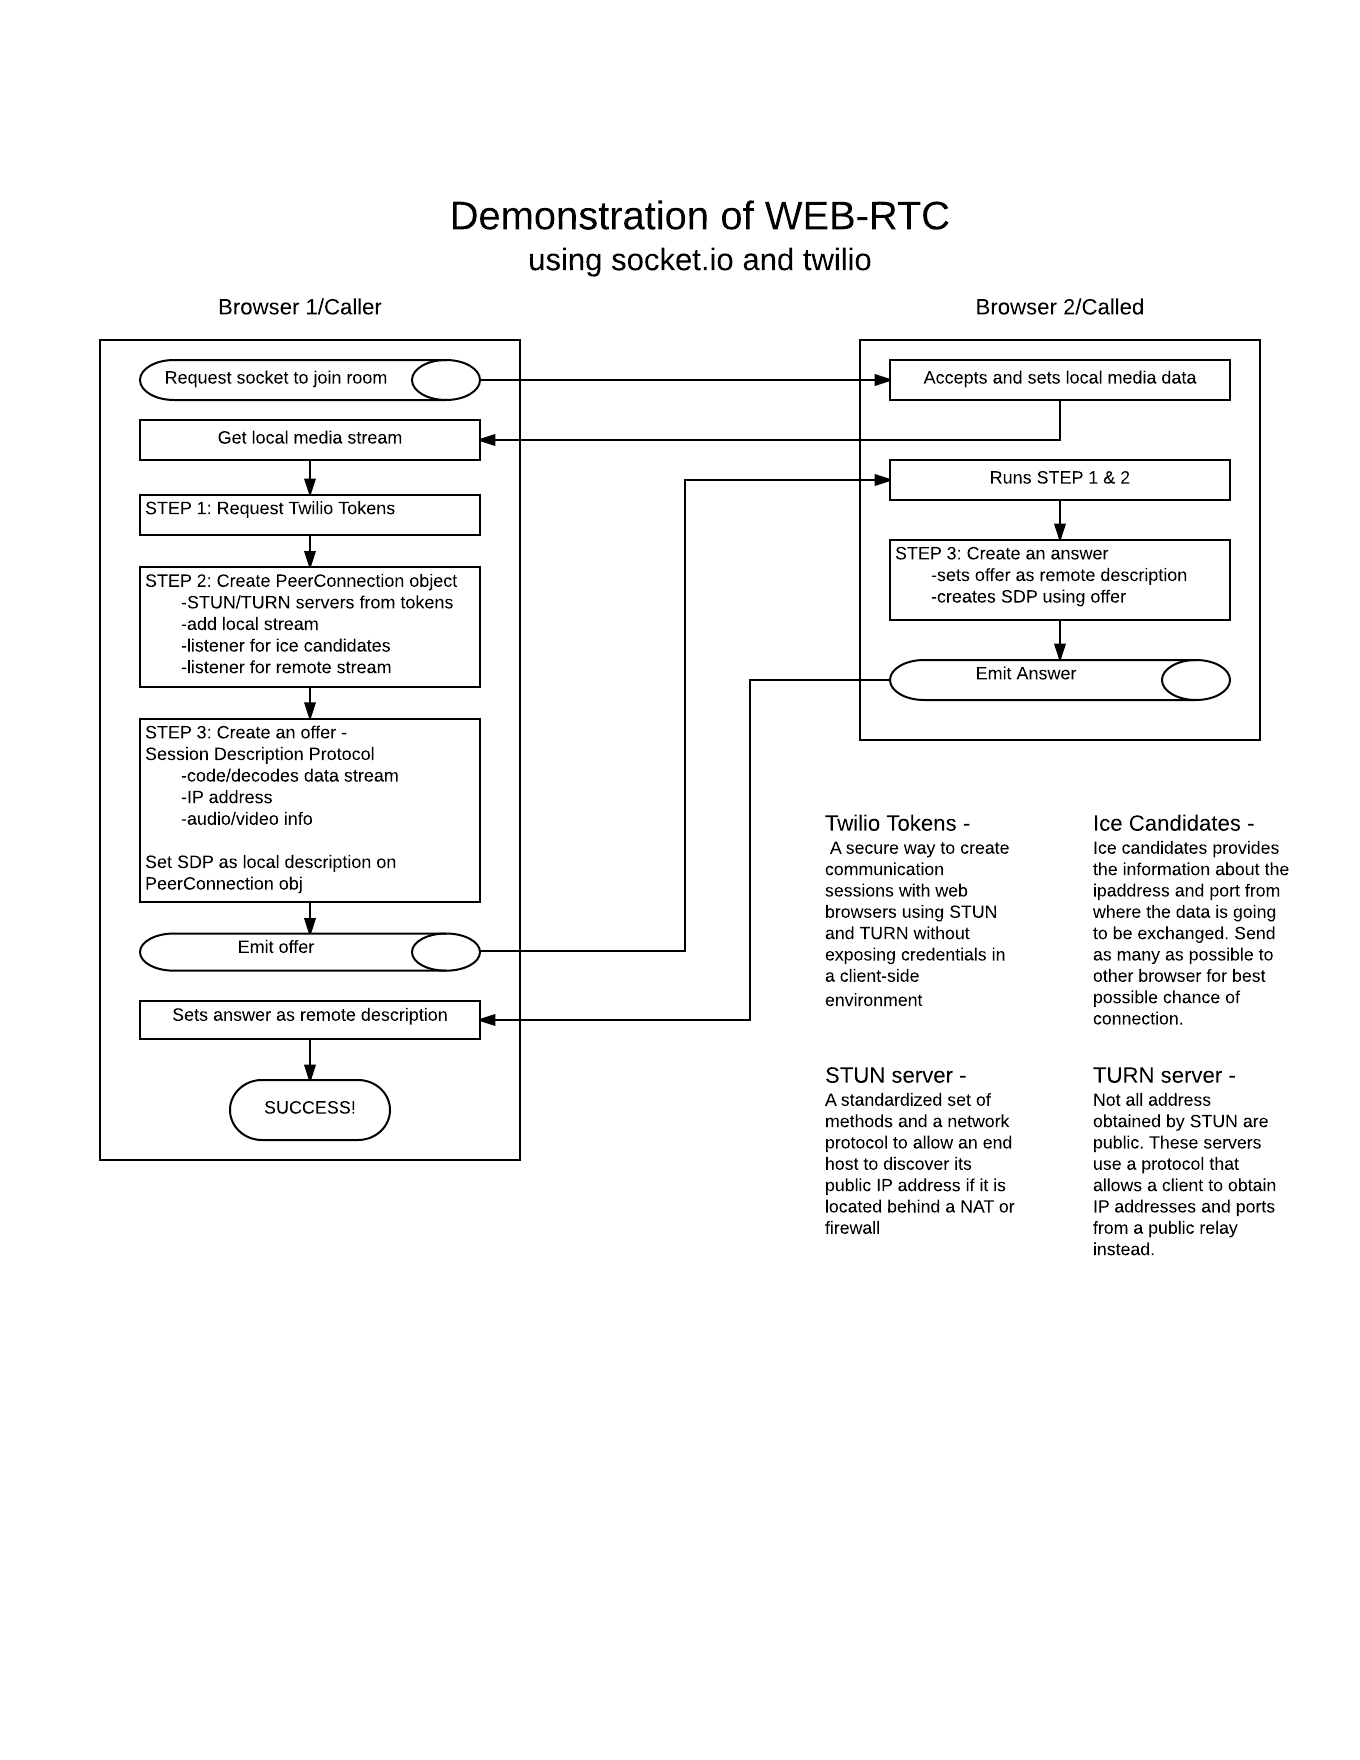 Demonstration of WEB-RTC
using socket.io and twilio
Browser 1/Caller
Request socket to join room
Get local media stream
STEP 1: Request Twilio Tokens
STEP 2: Create PeerConnection object
-STUN/TURN servers from tokens
-add local stream
-listener for ice candidates
-listener for remote stream
STEP 3: Create an offer -
Session Description Protocol
-code/decodes data stream
-IP address
-audio/video info
Set SDP as local description on
PeerConnection obj
Emit offer
Sets answer as remote description
SUCCESS!
Browser 2/Called
Accepts and sets local media data
Runs STEP 1 & 2
STEP 3: Create an answer
-sets offer as remote description
-creates SDP using offer
Emit Answer
Twilio Tokens -
A secure way to create
communication
sessions with web
browsers using STUN
and TURN without
exposing credentials in
a client-side
environment
Ice Candidates -
Ice candidates provides
the information about the
ipaddress and port from
where the data is going
to be exchanged. Send
as many as possible to
other browser for best
possible chance of
connection.
STUN server -
A standardized set of
methods and a network
protocol to allow an end
host to discover its
public IP address if it is
located behind a NAT or
firewall
TURN server -
Not all address
obtained by STUN are
public. These servers
use a protocol that
allows a client to obtain
IP addresses and ports
from a public relay
instead.